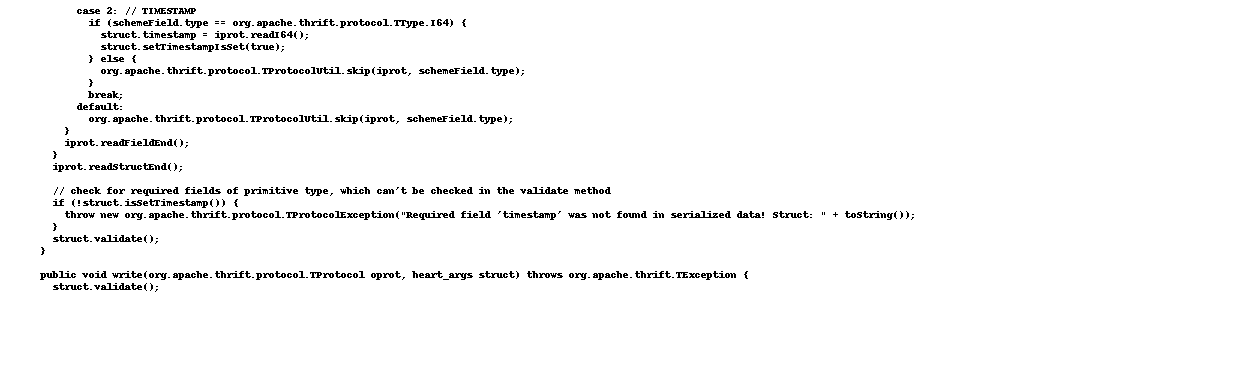 case 2: // TIMESTAMP
if (schemeField.type == org.apache.thrift.protocol.TType.I64) {
struct.timestamp = iprot.readI64();
struct.setTimestampIsSet(true);
} else {
org.apache.thrift.protocol.TProtocolUtil.skip(iprot, schemeField.type);
}
break;
default:
org.apache.thrift.protocol.TProtocolUtil.skip(iprot, schemeField.type);
}
iprot.readFieldEnd();
}
iprot.readStructEnd();
// check for required fields of primitive type, which can't be checked in the validate method
if (!struct.isSetTimestamp()) {
throw new org.apache.thrift.protocol.TProtocolException("Required field 'timestamp' was not found in serialized data! Struct: " + toString());
}
struct.validate();
}
public void write(org.apache.thrift.protocol.TProtocol oprot, heart_args struct) throws org.apache.thrift.TException {
struct.validate();